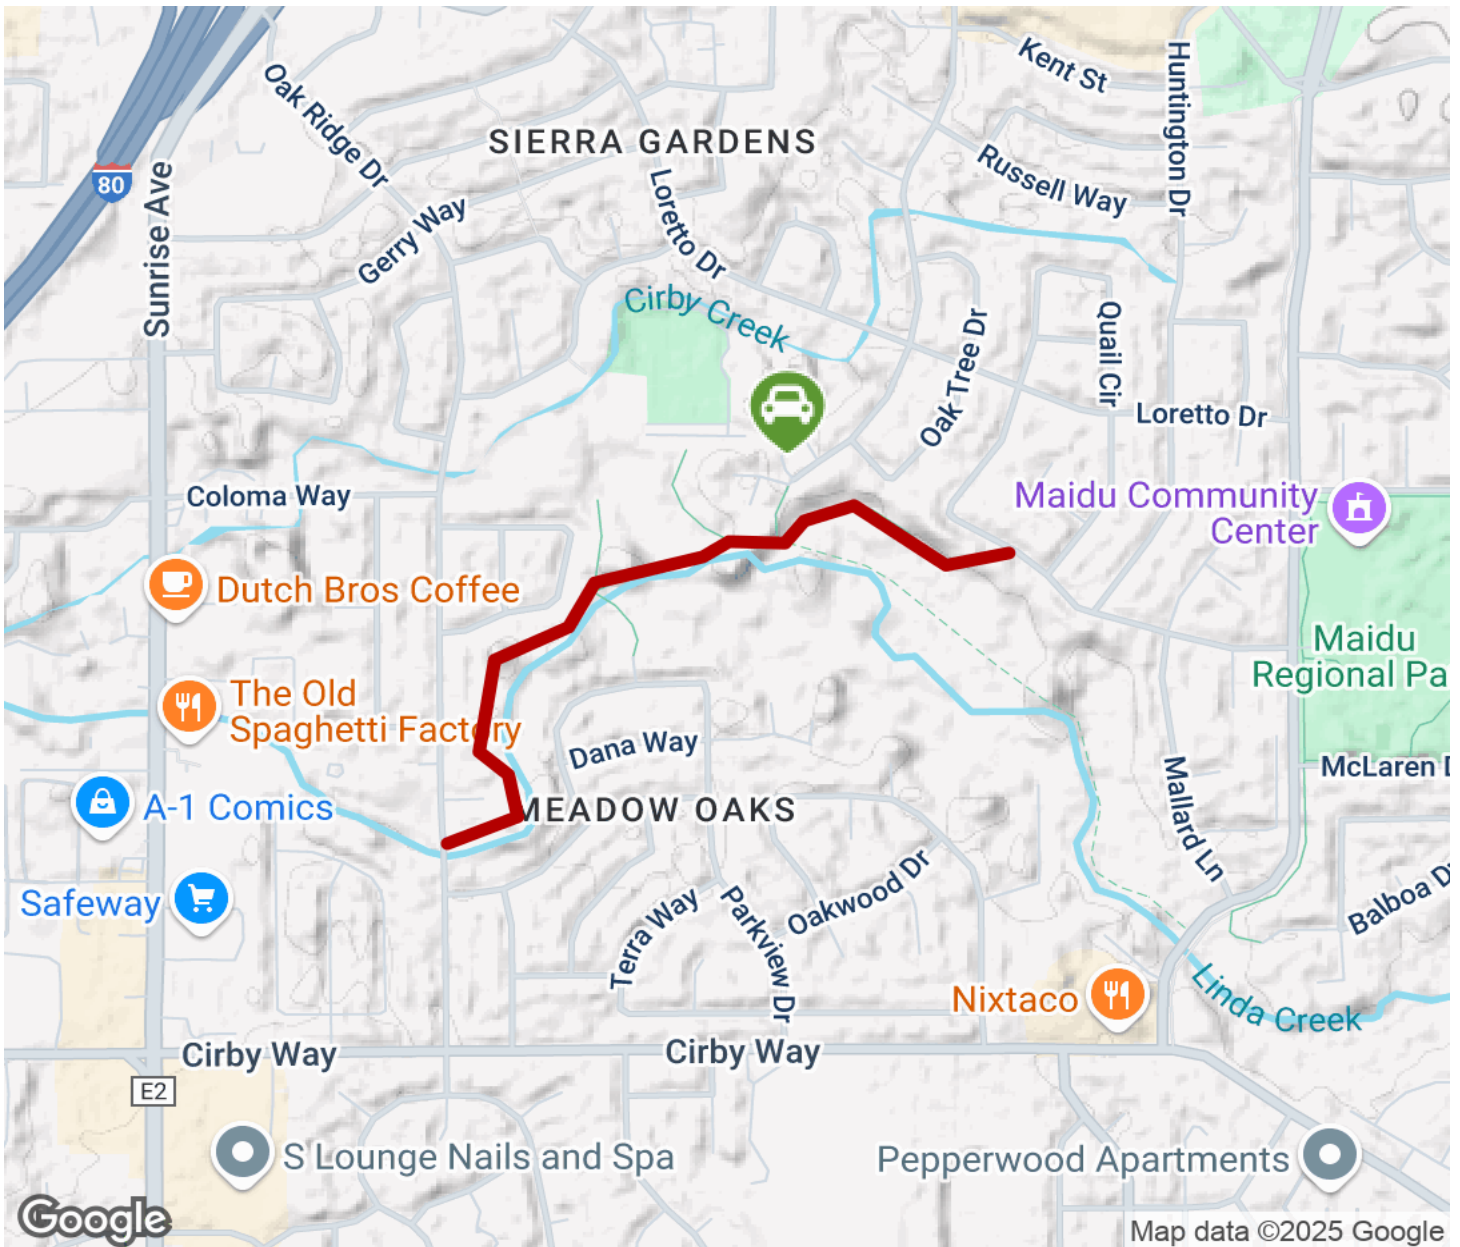 Kent St
Huntington Dr
Oak Ridge Dr
SIERRA GARDENS
Russell Way
80
Sunrise Ave
Loretto Dr
Gerry Way
Cirby Creek
Quail Cir
Oak Tree Dr
Loretto Dr
Coloma Way
Maidu Community
Center
Dutch Bros Coffee
Maidu
Regional Pa
The Old
Spaghetti Factory
Dana Way
McLaren D
Mallard Ln
A-1 Comics
MEADOW OAKS
Safeway
Oakwood Dr
Terra Way
Parkview Dr
Balboa Dr
Nixtaco
Linda Creek
Cirby Way
Cirby Way
E2
S Lounge Nails and Spa
Pepperwood Apartments
Google
Map data ©2025 Google